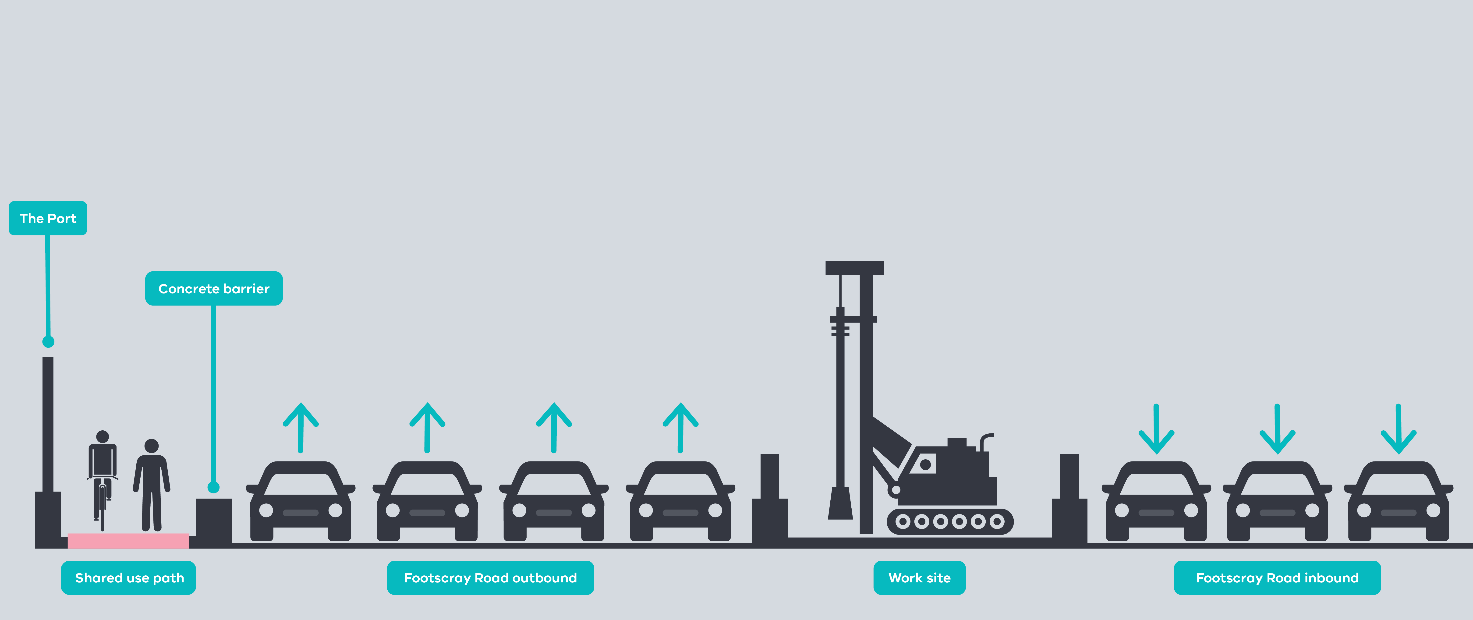 The Port
Concrete barrier
Shared use path
Footscray Road outbound
Work site
Footscray Road inbound